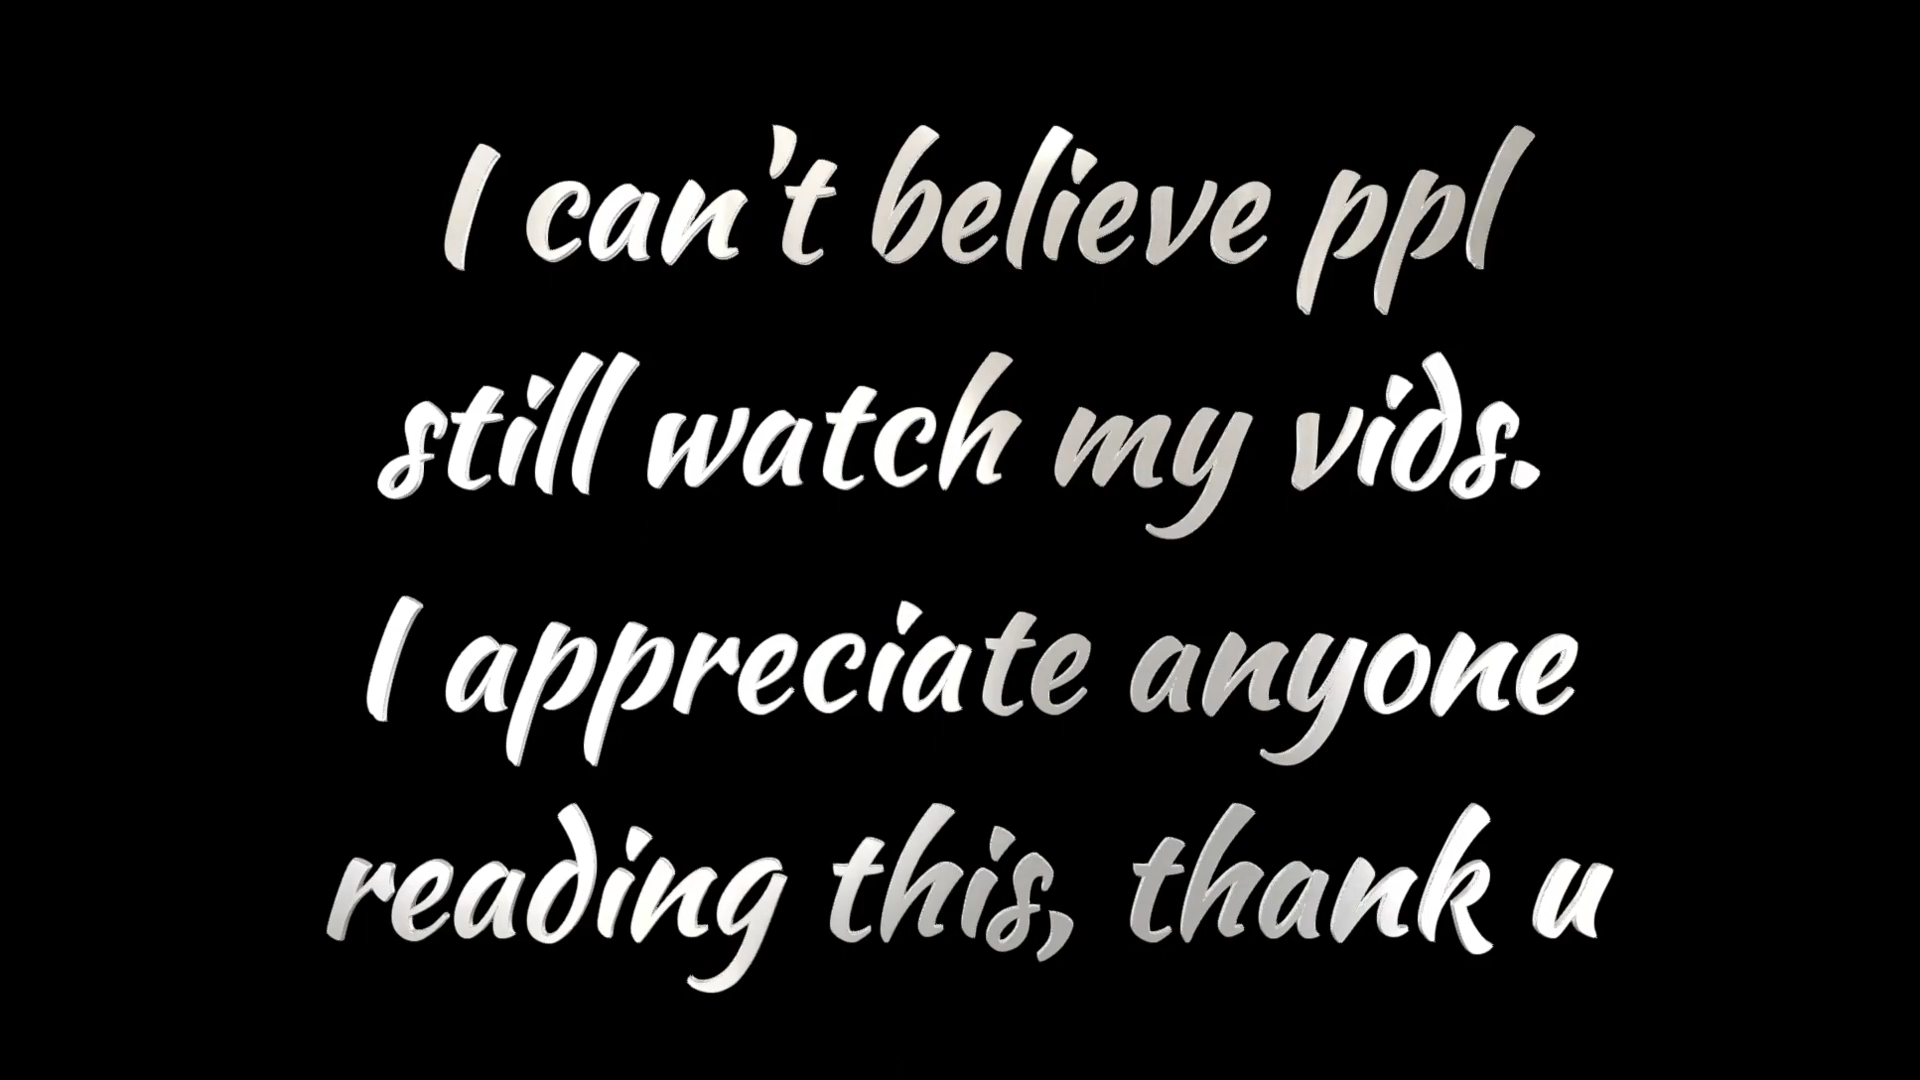 I can't believe ppl
still watch my vids.
I appreciate anyone
reading this, thank u